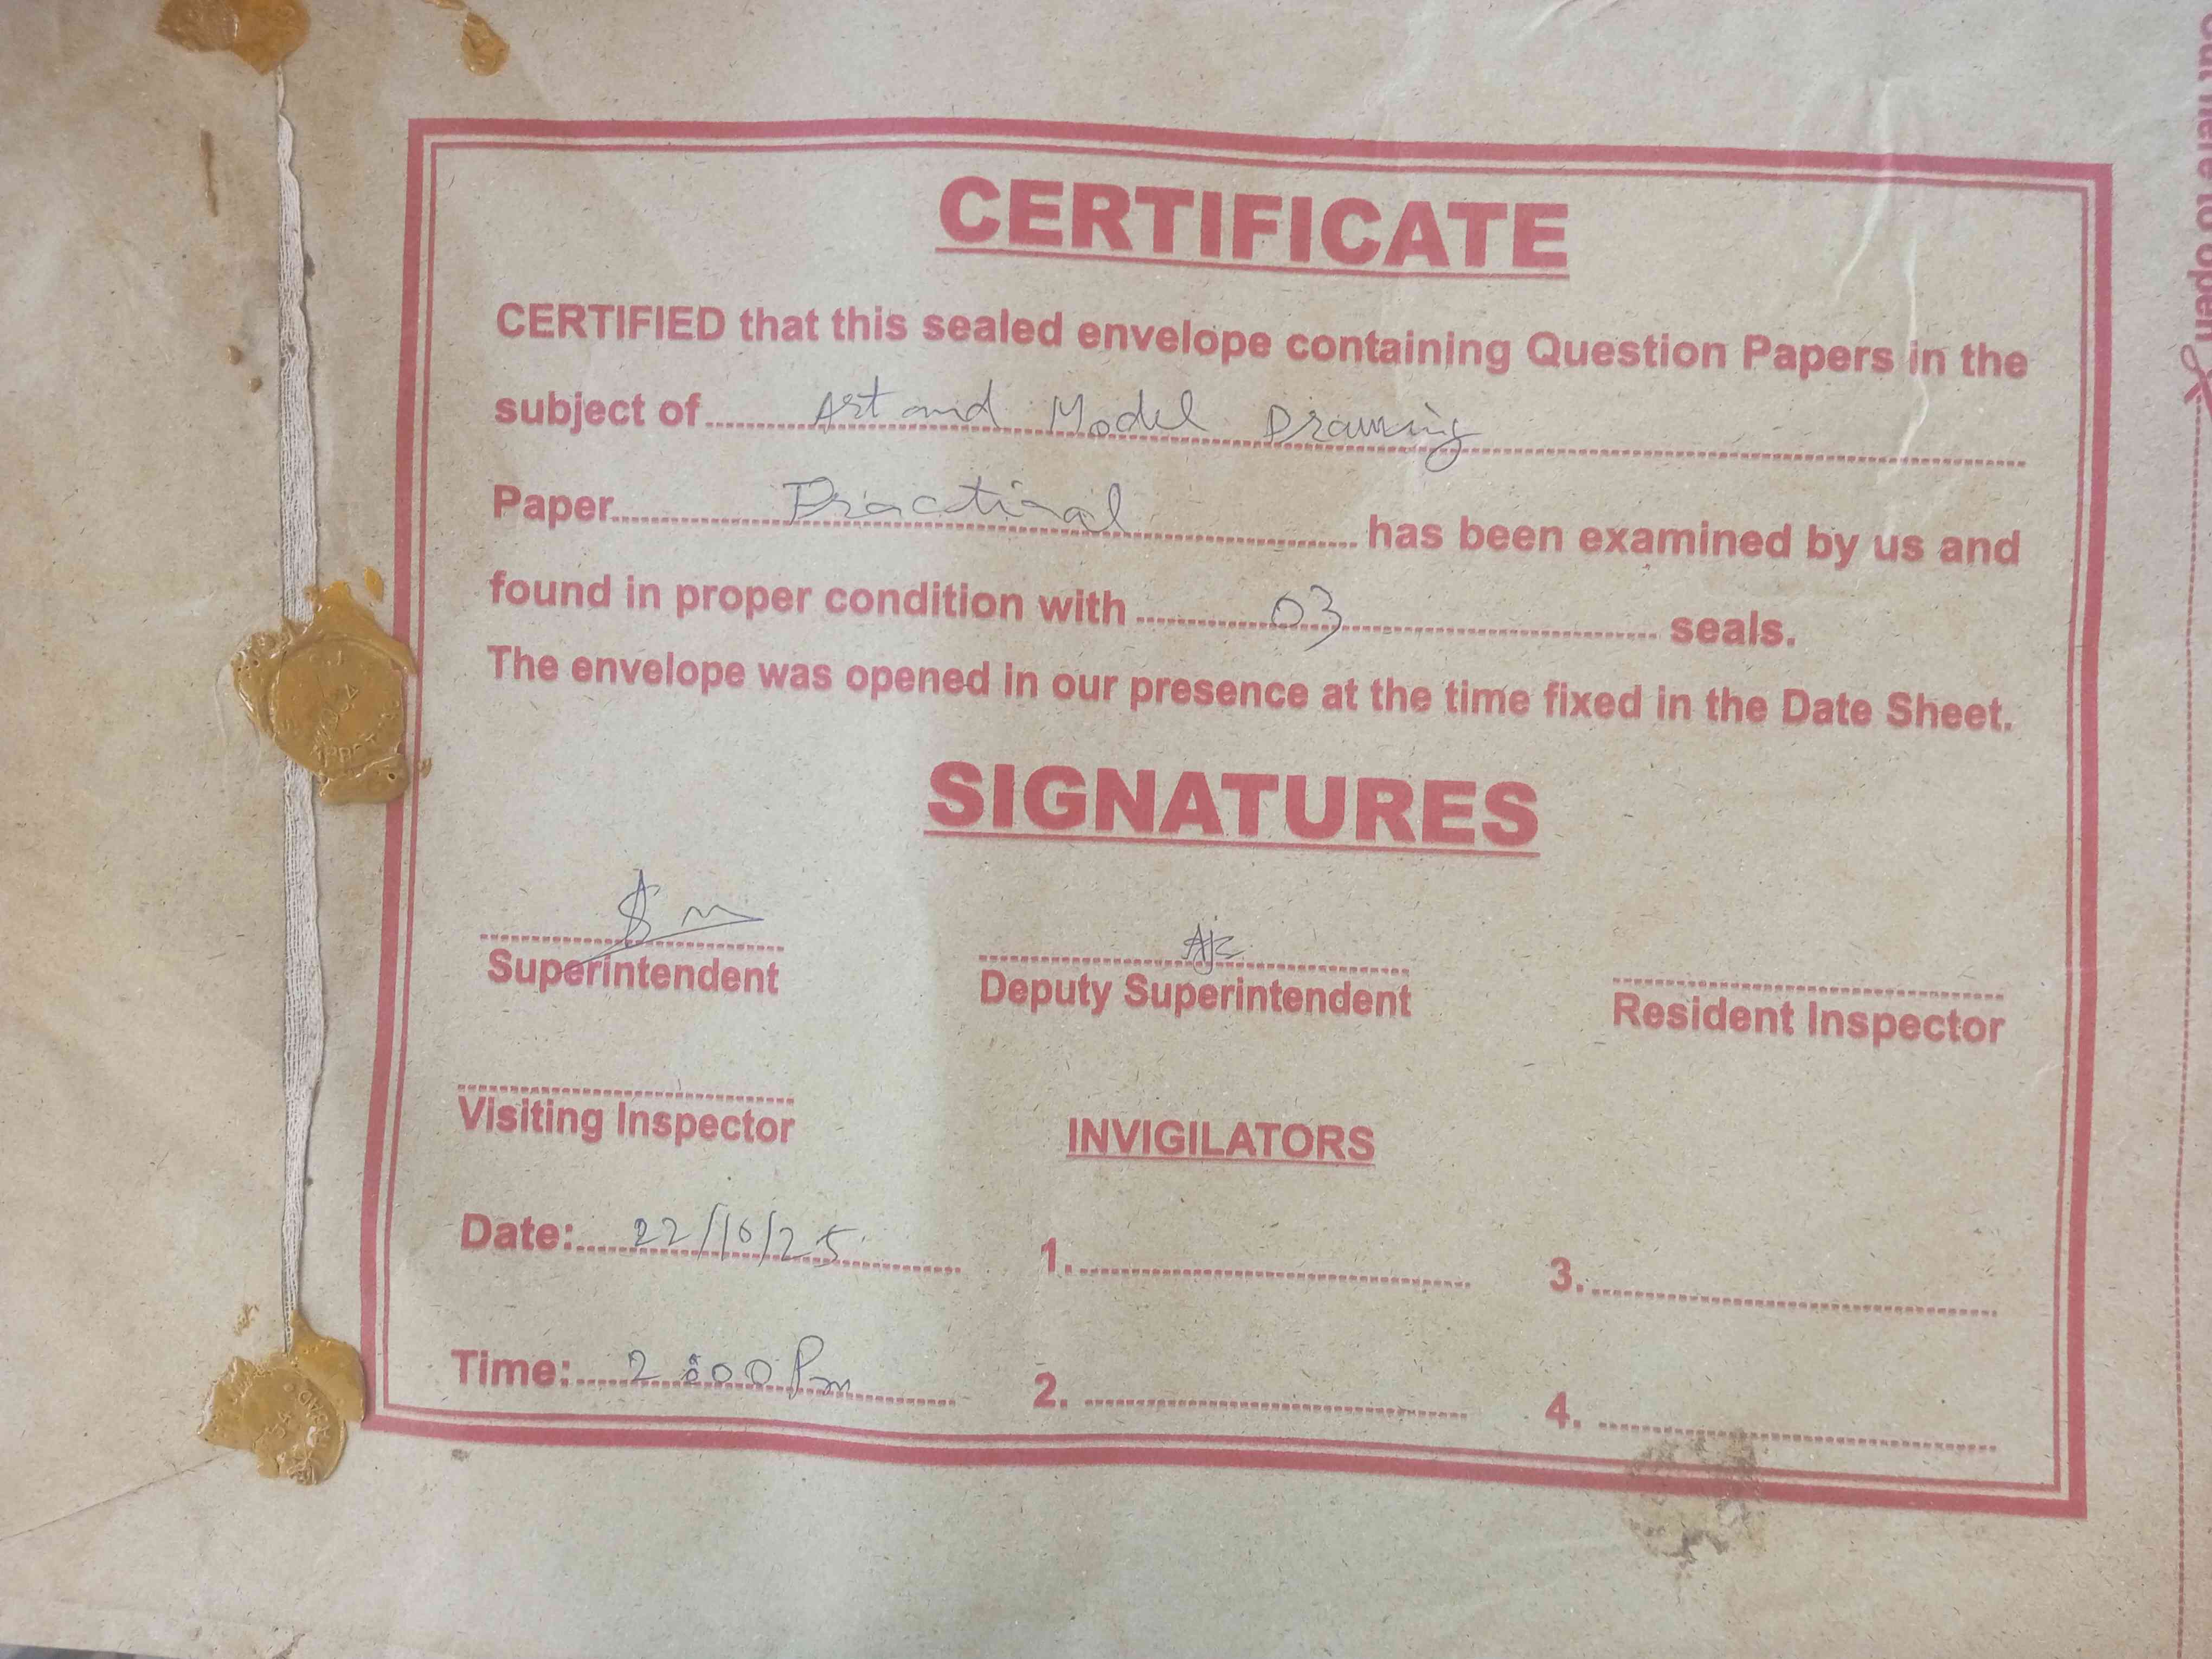 CERTIFICATE
CERTIFIED that this sealed envelope containing Question Papers in the
subject of Art and Model Drawing
Paper Practical has been examined by us and
found in proper condition with 03 seals.
The envelope was opened in our presence at the time fixed in the Date Sheet.
SIGNATURES
Superintendent Deputy Superintendent Resident Inspector
Visiting Inspector
INVIGILATORS
Date: 22/10/25 1. 3.
Time: 2:00 Pm 2. 4.
here to open